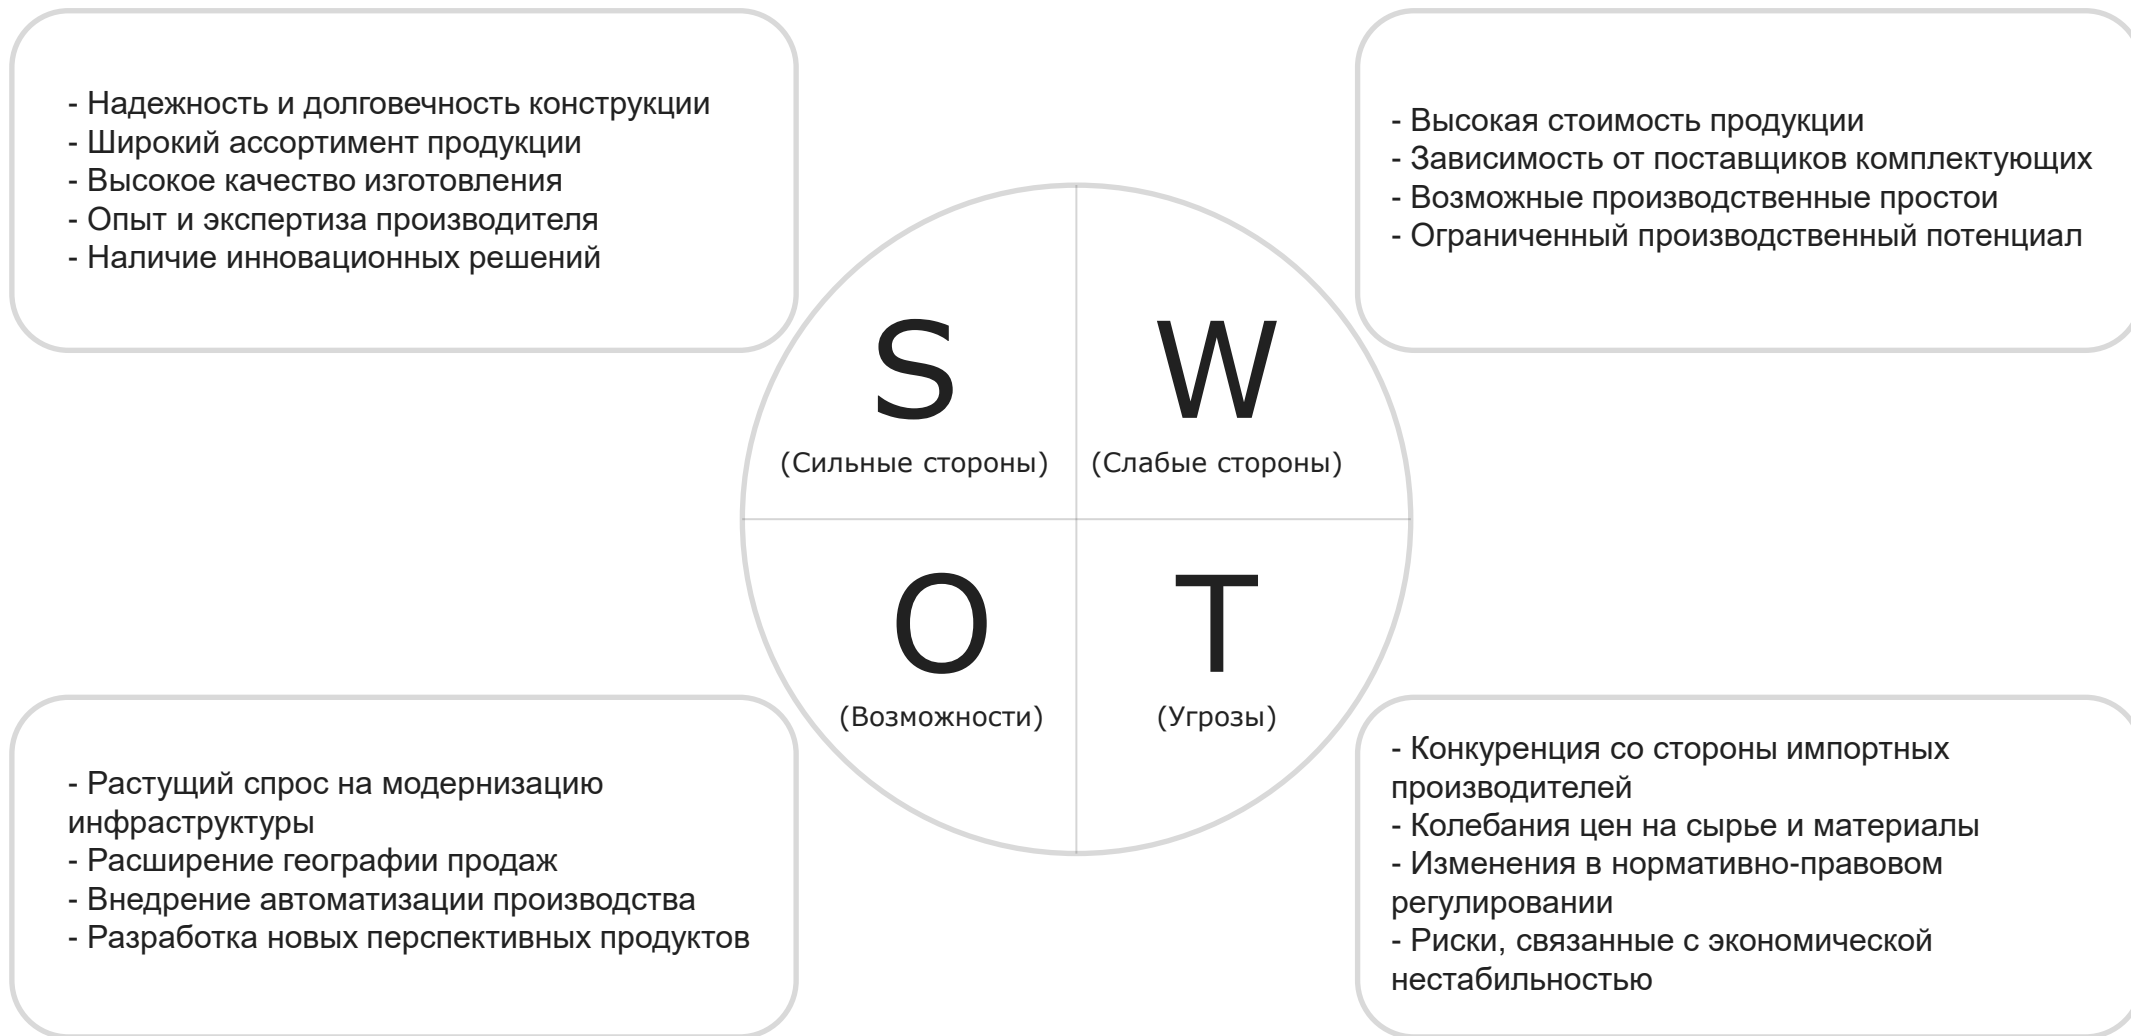 - Надежность и долговечность конструкции
- Широкий ассортимент продукции
- Высокое качество изготовления
- Опыт и экспертиза производителя
- Наличие инновационных решений
- Высокая стоимость продукции
- Зависимость от поставщиков комплектующих
- Возможные производственные простои
- Ограниченный производственный потенциал
S
(Сильные стороны)
W
(Слабые стороны)
O
(Возможности)
T
(Угрозы)
- Растущий спрос на модернизацию
инфраструктуры
- Расширение географии продаж
- Внедрение автоматизации производства
- Разработка новых перспективных продуктов
- Конкуренция со стороны импортных
производителей
- Колебания цен на сырье и материалы
- Изменения в нормативно-правовом
регулировании
- Риски, связанные с экономической
нестабильностью